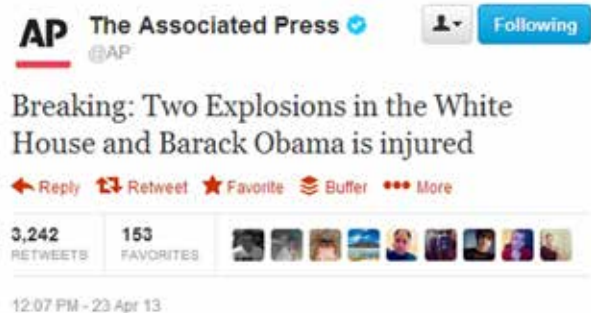 AP The Associated Press
@AP
Following
Breaking: Two Explosions in the White
House and Barack Obama is injured
Reply Retweet Favorite Buffer More
3,242 153
RETWEETS FAVORITES
12:07 PM - 23 Apr 13